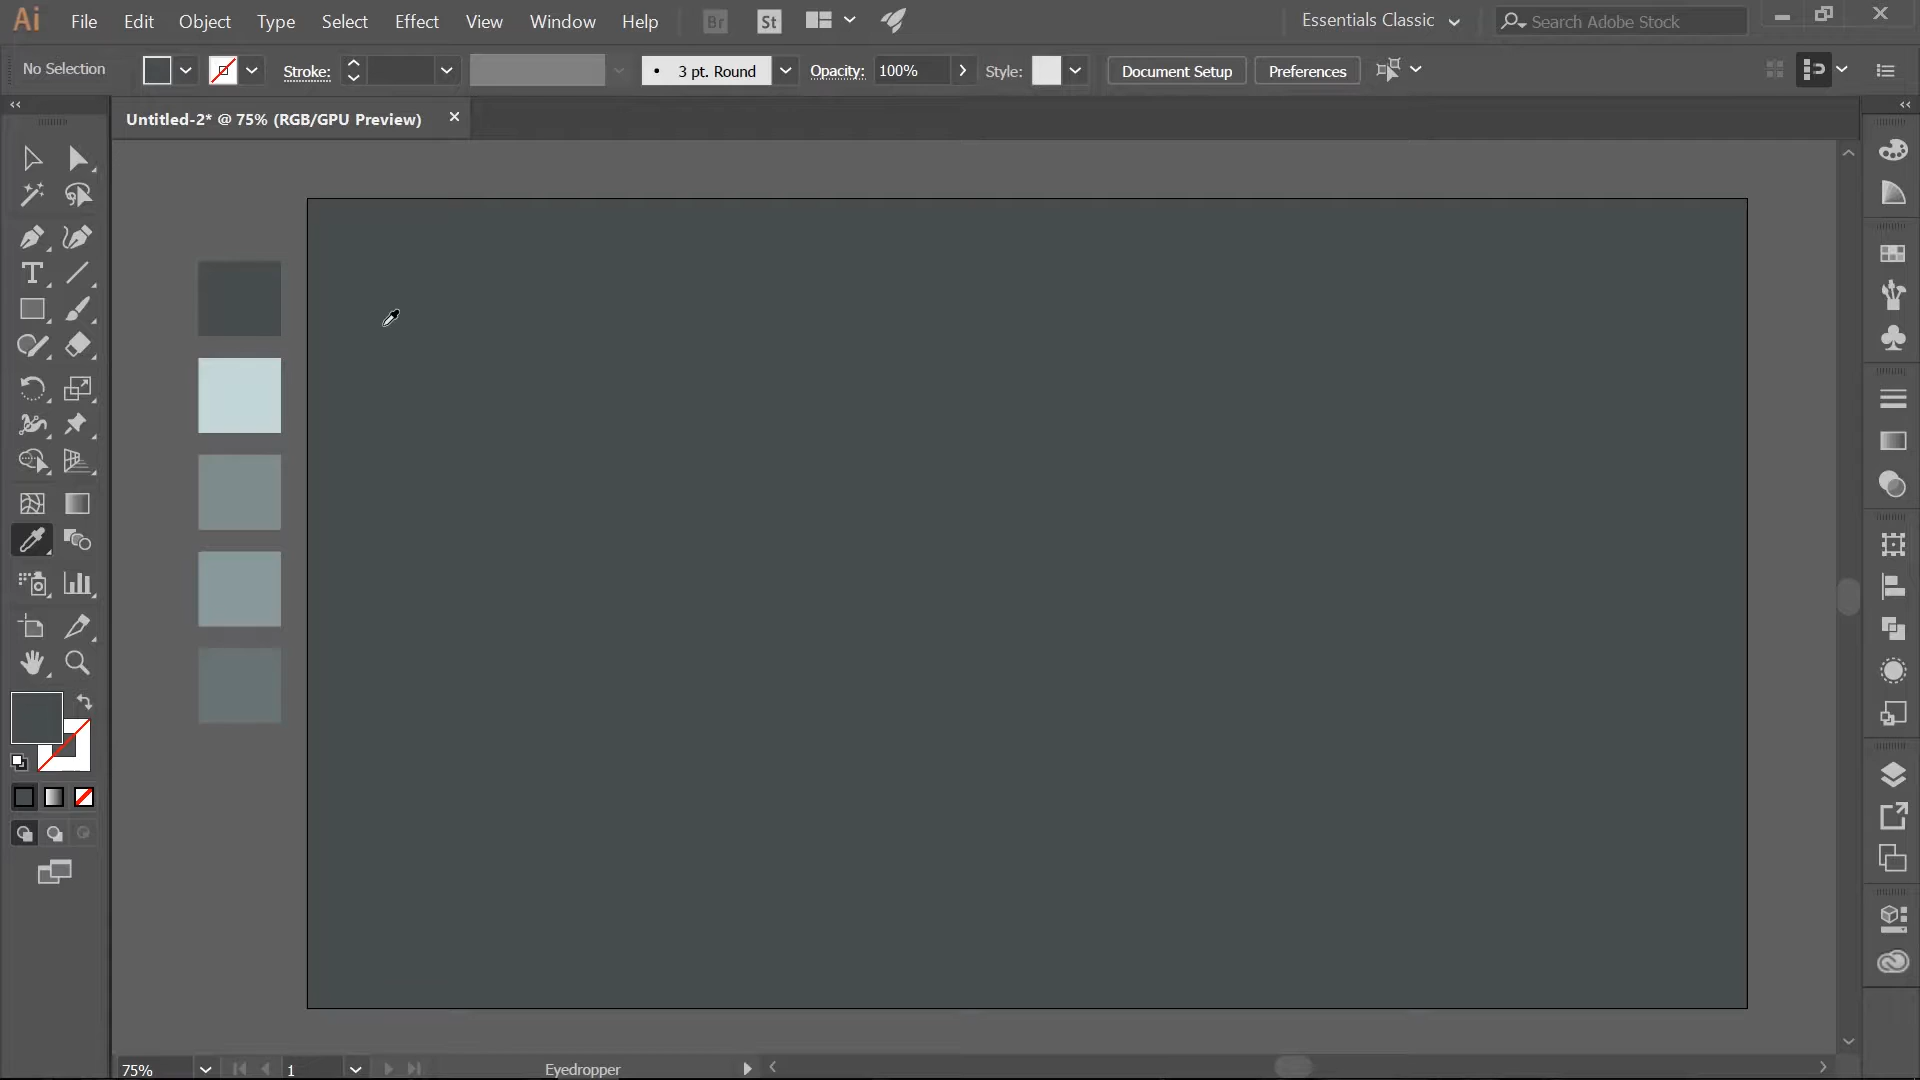 Ai File Edit Object Type Select Effect View Window Help Br St Essentials Classic Search Adobe Stock
No Selection Stroke: 3 pt. Round Opacity: 100% Style: Document Setup Preferences
Untitled-2* @ 75% (RGB/GPU Preview)
75% 1 Eyedropper